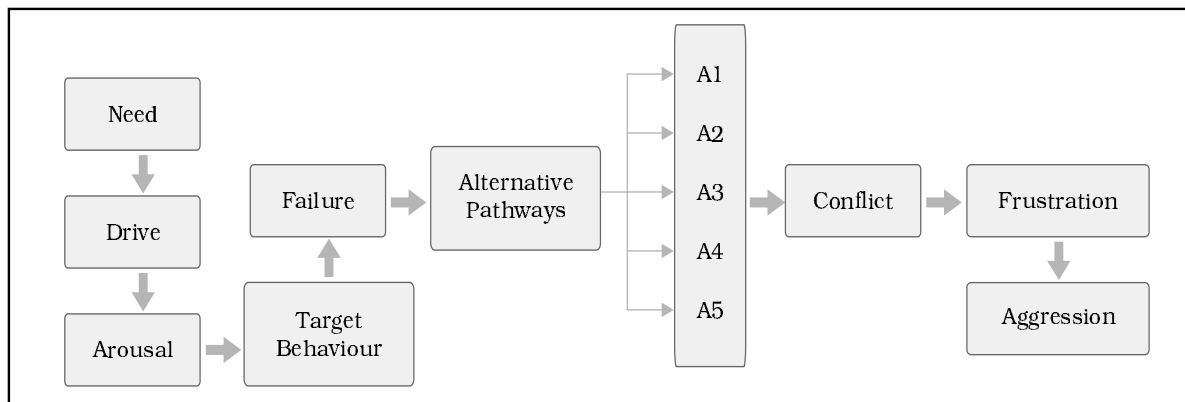 Need
Drive
Arousal
Target
Behaviour
Failure
Alternative
Pathways
A1
A2
A3
A4
A5
Conflict
Frustration
Aggression